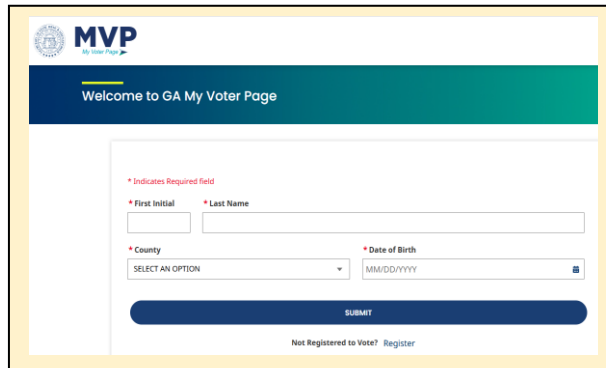 MVP
My Voter Page
Welcome to GA My Voter Page
* Indicates Required field
* First Initial * Last Name
* County * Date of Birth
SELECT AN OPTION MM/DD/YYYY
SUBMIT
Not Registered to Vote? Register